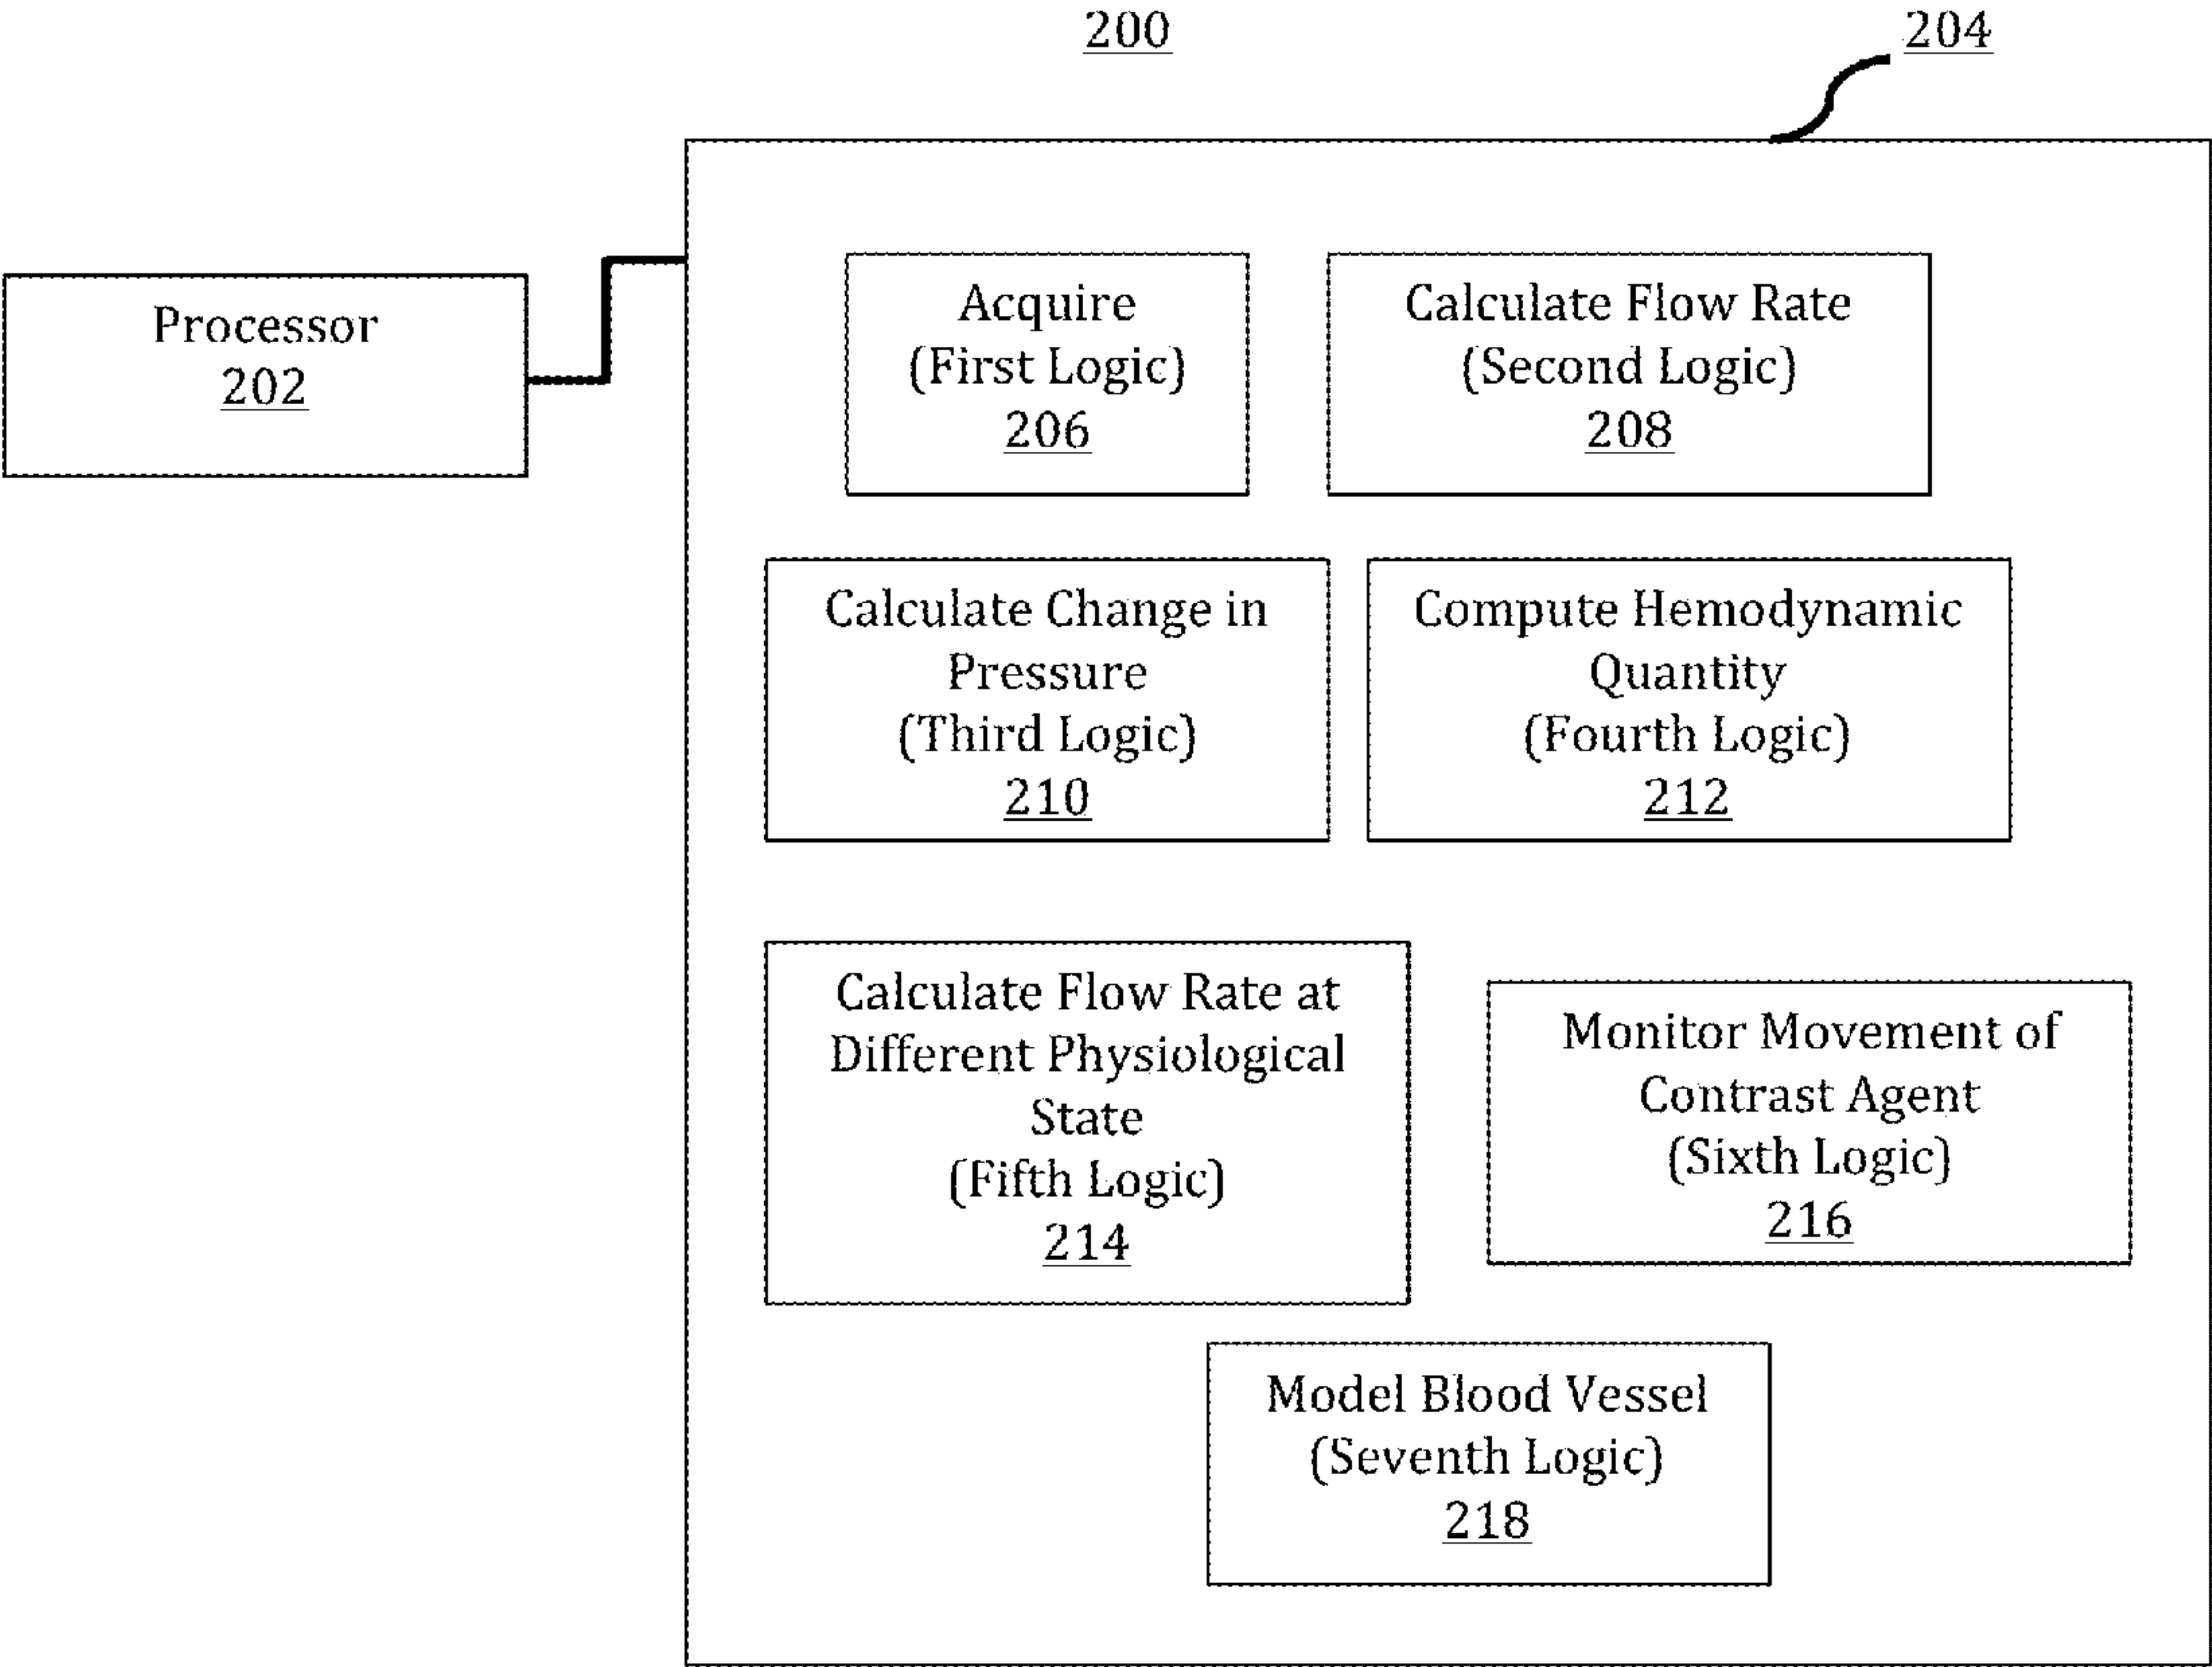 200
204
Processor
202
Acquire
(First Logic)
206
Calculate Flow Rate
(Second Logic)
208
Calculate Change in
Pressure
(Third Logic)
210
Compute Hemodynamic
Quantity
(Fourth Logic)
212
Calculate Flow Rate at
Different Physiological
State
(Fifth Logic)
214
Monitor Movement of
Contrast Agent
(Sixth Logic)
216
Model Blood Vessel
(Seventh Logic)
218